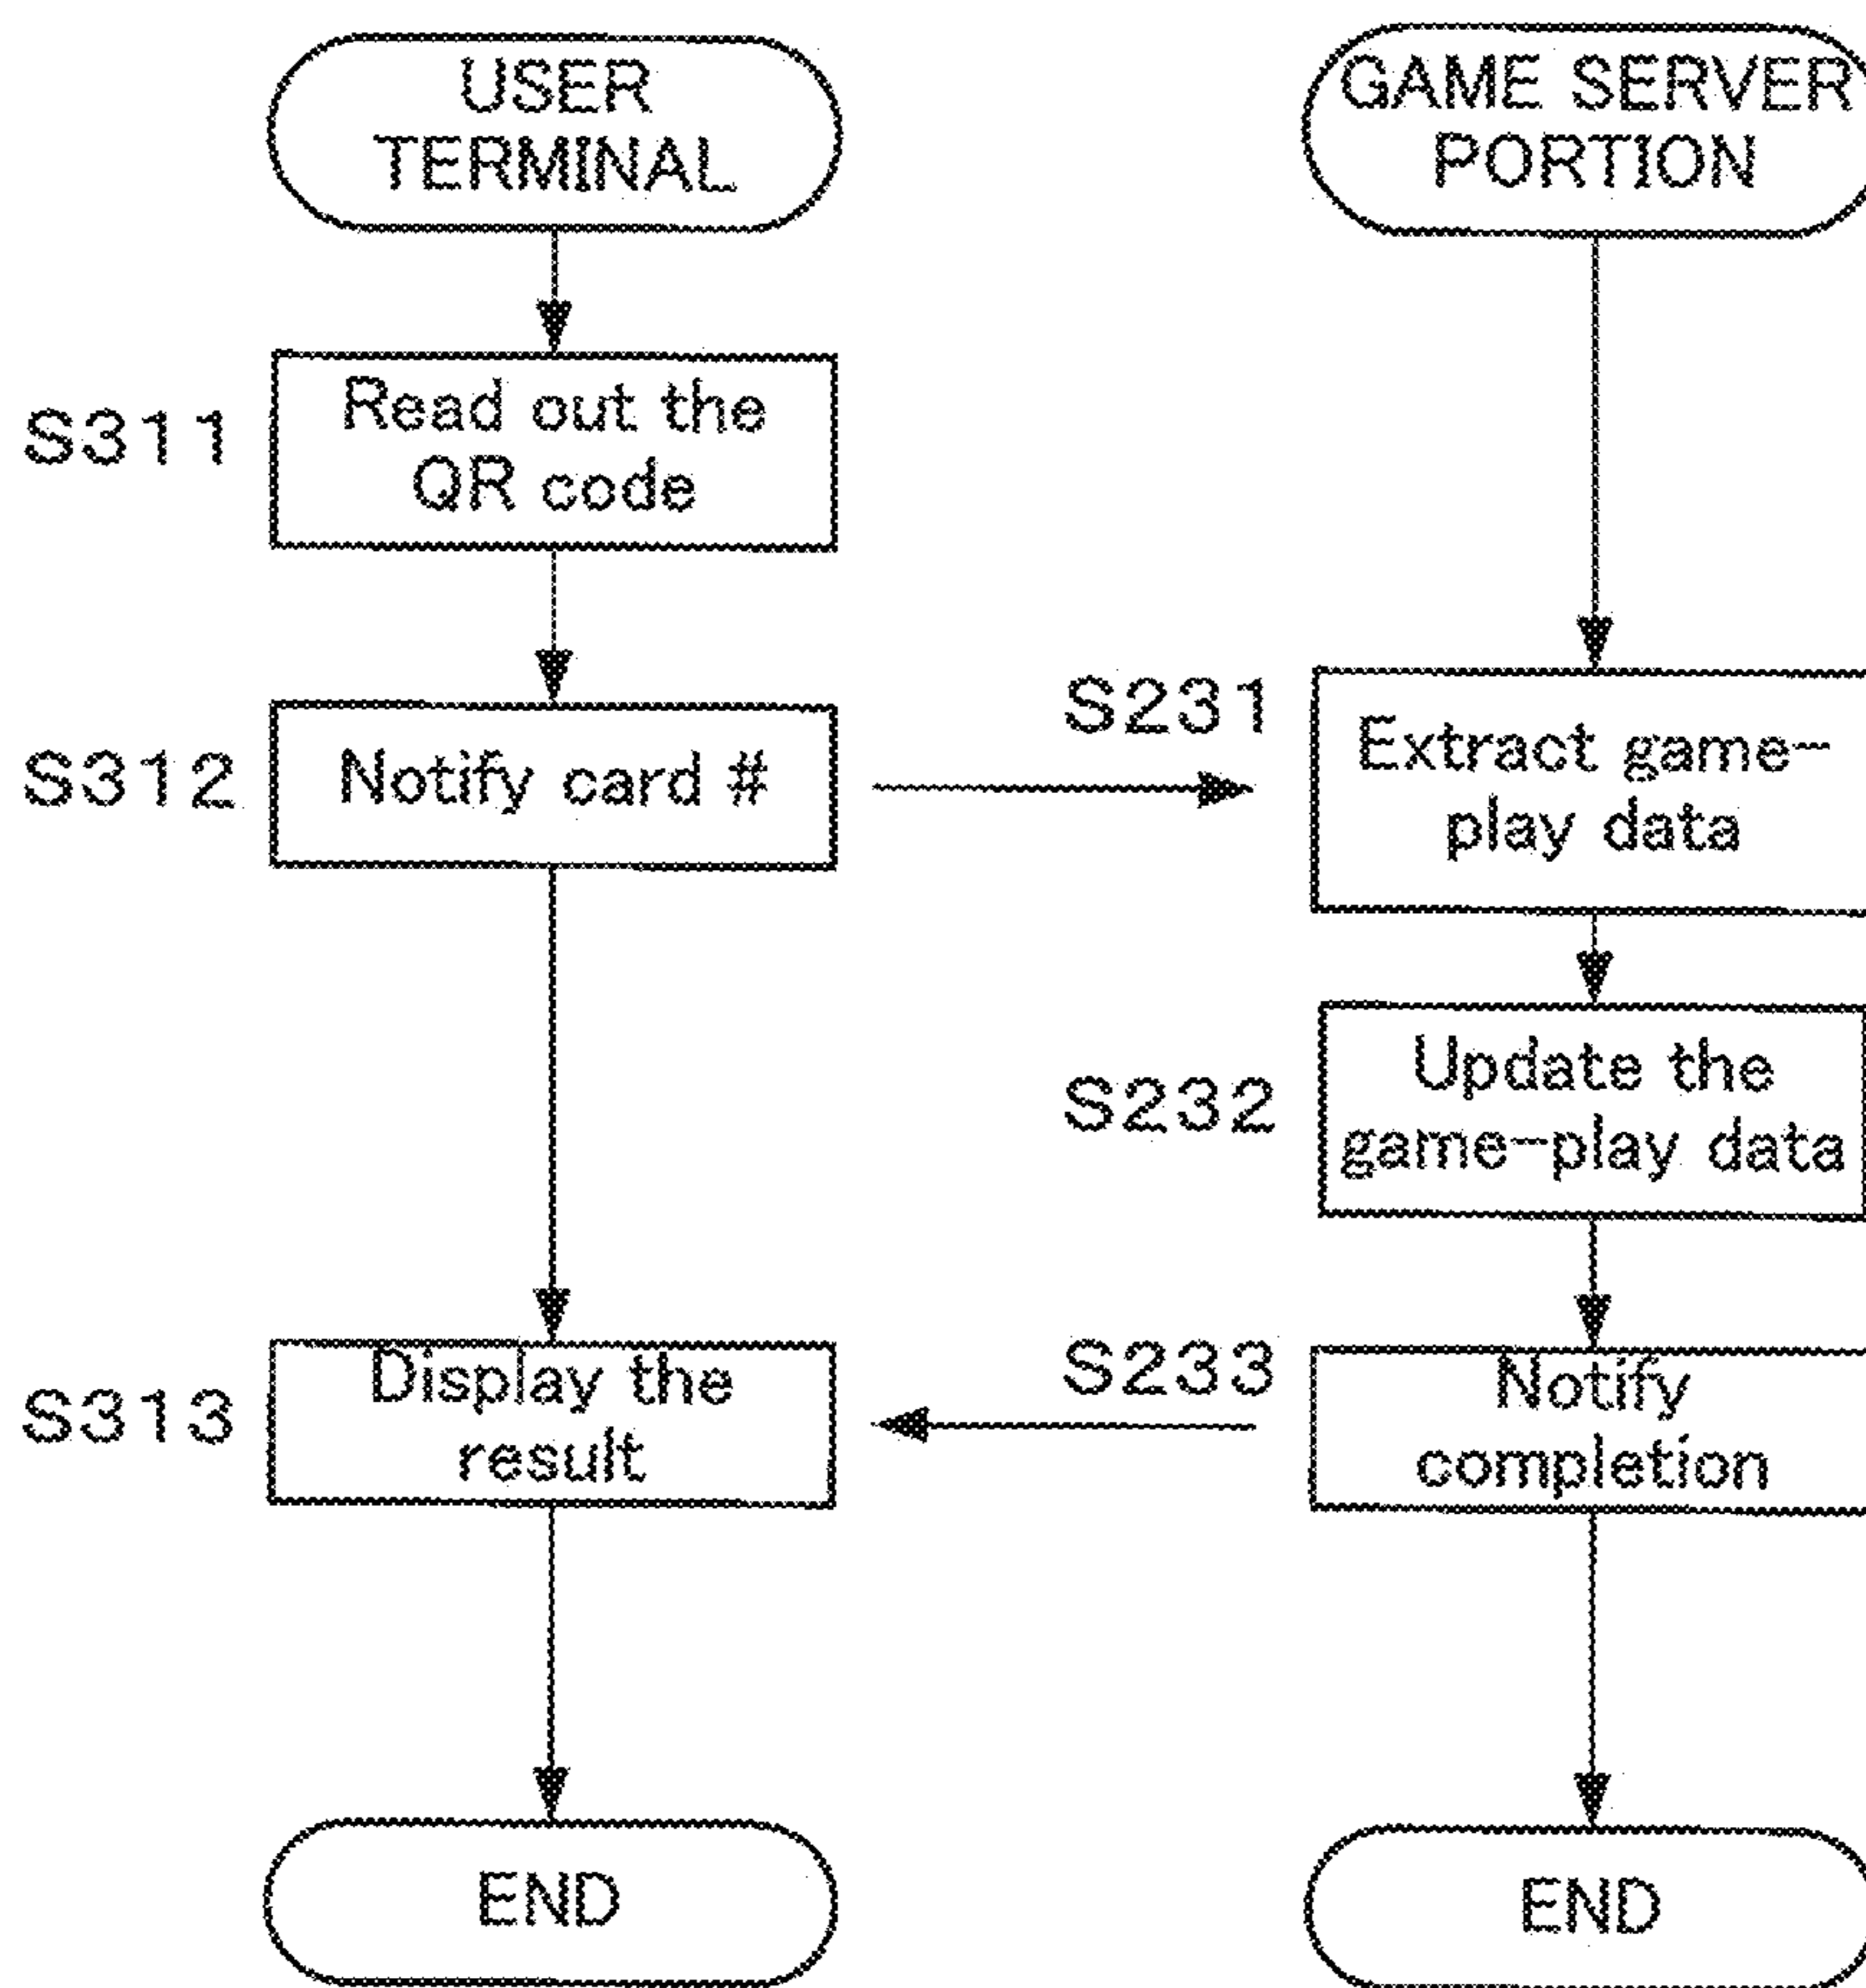 USER
TERMINAL
S311
Read out the
QR code
S312
Notify card #
S313
Display the
result
END
GAME SERVER
PORTION
S231
Extract game-
play data
S232
Update the
game-play data
S233
Notify
completion
END